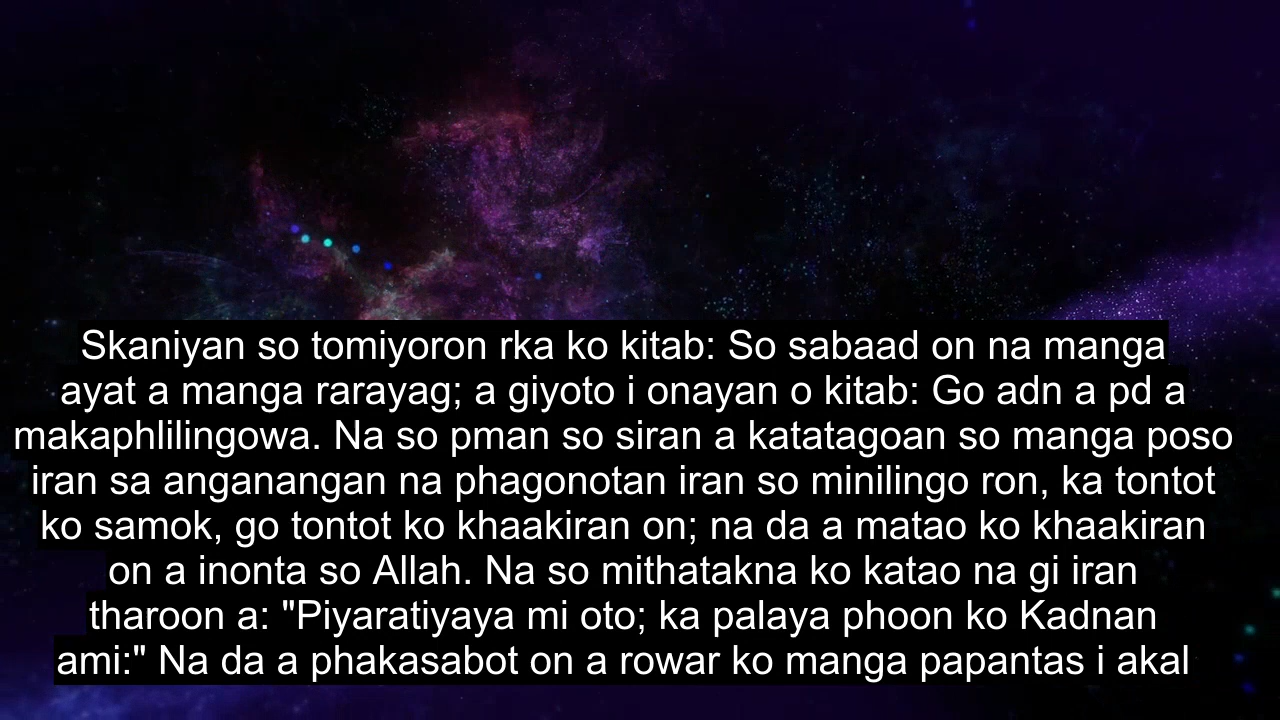 Skaniyan so tomiyoron rka ko kitab: So sabaad on na manga
ayat a manga rarayag; a giyoto i onayan o kitab: Go adn a pd a
makaphlilingowa. Na so pman so siran a katatagoan so manga poso
iran sa anganangan na phagonotan iran so minilingo ron, ka tontot
ko samok, go tontot ko khaakiran on; na da a matao ko khaakiran
on a inonta so Allah. Na so mithatakna ko katao na gi iran
tharoon a: "Piyaratiyaya mi oto; ka palaya phoon ko Kadnan
ami:" Na da a phakasabot on a rowar ko manga papantas i akal